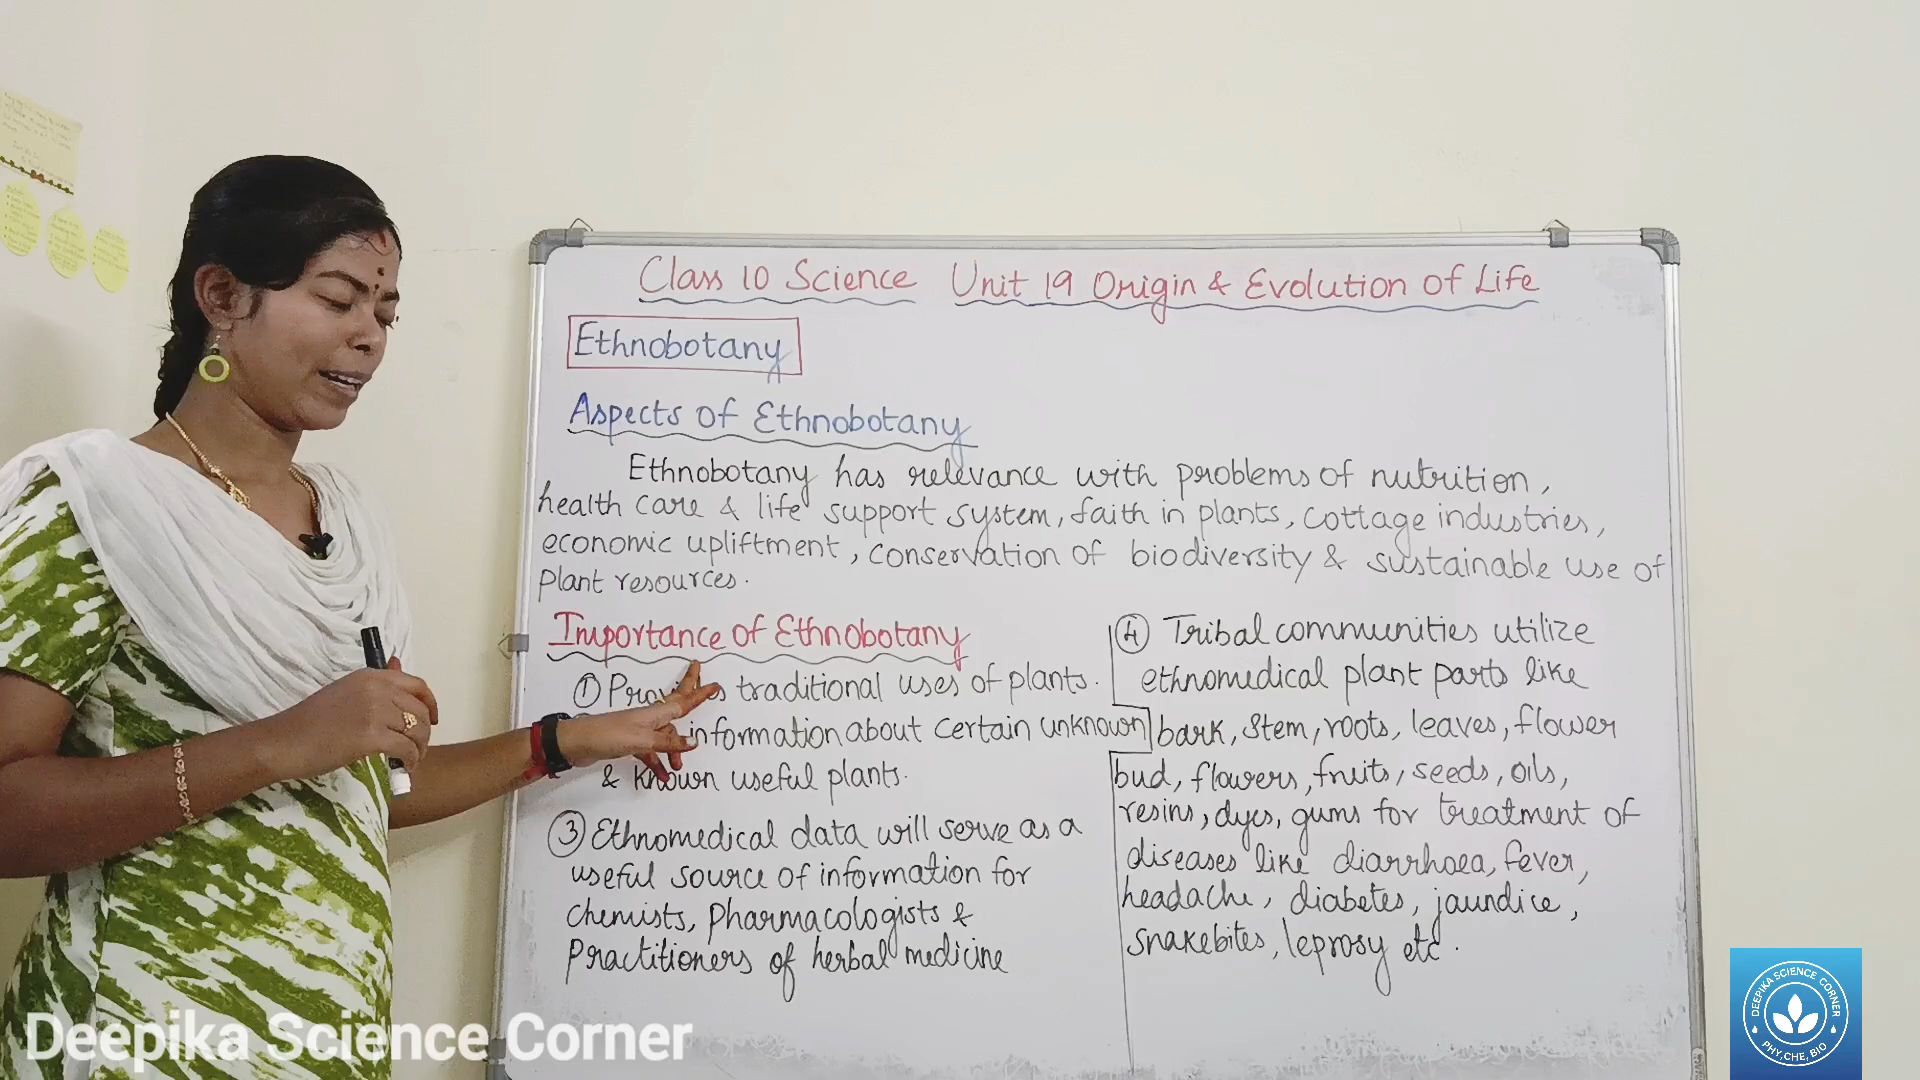 Class 10 Science Unit 19 Origin & Evolution of Life
Ethnobotany
Aspects of Ethnobotany
Ethnobotany has relevance with problems of nutrition,
health care & life support system, faith in plants, cottage industries,
economic upliftment, conservation of biodiversity & sustainable use of
plant resources.
Importance of Ethnobotany
① Provides traditional uses of plants.
information about certain unknown
& known useful plants.
③ Ethnomedical data will serve as a
useful source of information for
chemists, pharmacologists &
Practitioners of herbal medicine
④ Tribal communities utilize
ethnomedical plant parts like
bark, stem, roots, leaves, flower
bud, flowers, fruits, seeds, oils,
resins, dyes, gums for treatment of
diseases like diarrhoea, fever,
headache, diabetes, jaundice,
snakebites, leprosy etc.
Deepika Science Corner
DEEPIKA SCIENCE CORNER
PHY, CHE, BIO